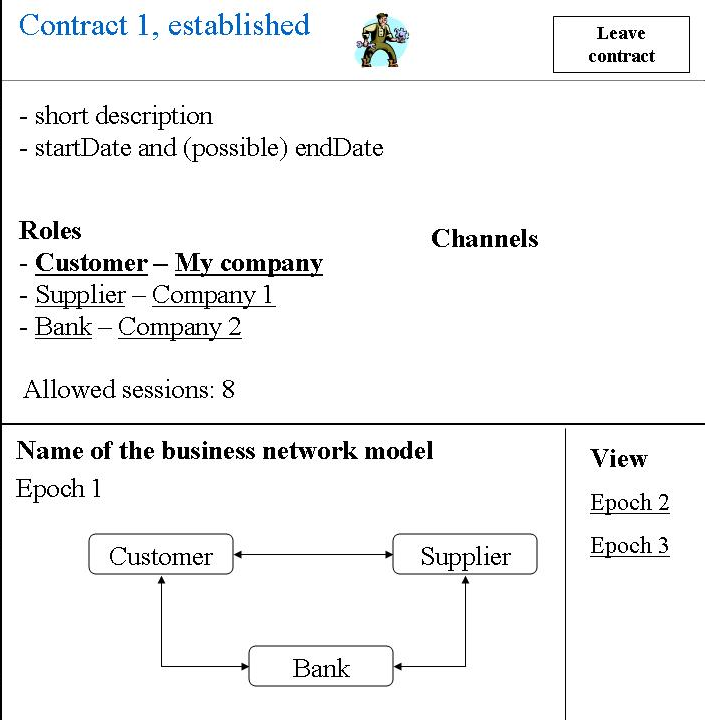 Contract 1, established
Leave
contract
- short description
- startDate and (possible) endDate
Roles
- Customer – My company
- Supplier – Company 1
- Bank – Company 2
Channels
Allowed sessions: 8
Name of the business network model
Epoch 1
Customer
Supplier
Bank
View
Epoch 2
Epoch 3